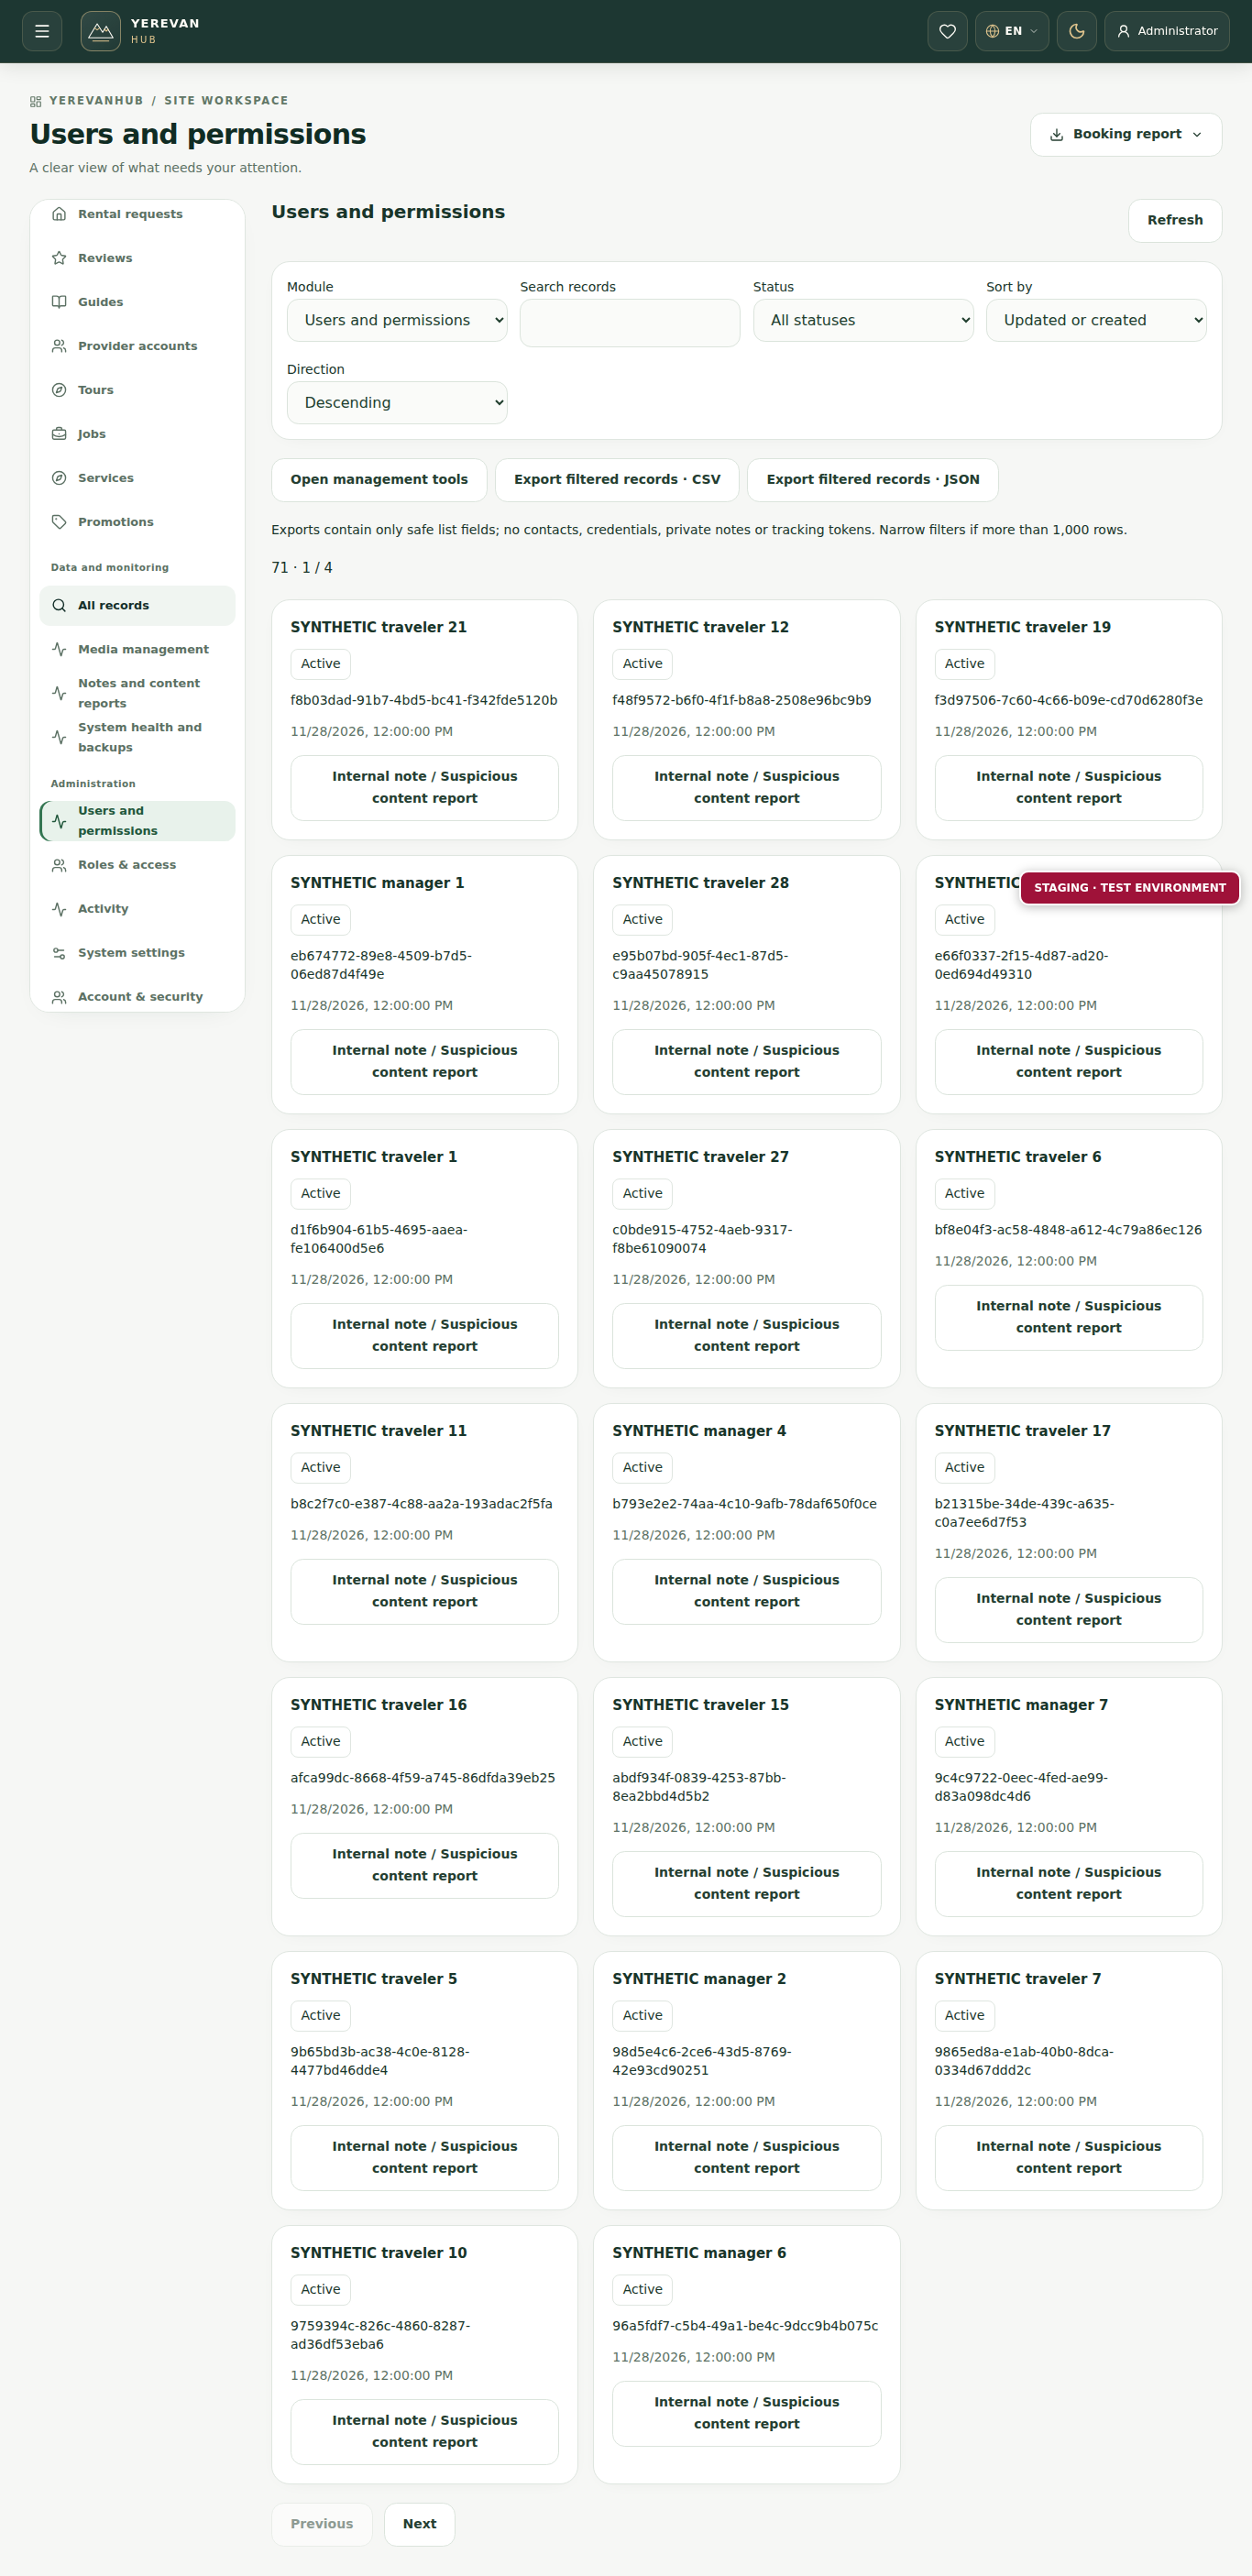 YEREVAN
HUB
EN
Administrator
YEREVANHUB / SITE WORKSPACE
Users and permissions
A clear view of what needs your attention.
Booking report
Rental requests
Reviews
Guides
Provider accounts
Tours
Jobs
Services
Promotions
Data and monitoring
All records
Media management
Notes and content
reports
System health and
backups
Administration
Users and
permissions
Roles & access
Activity
System settings
Account & security
Users and permissions
Refresh
Module
Search records
Status
Sort by
Users and permissions
All statuses
Updated or created
Direction
Descending
Open management tools
Export filtered records · CSV
Export filtered records · JSON
Exports contain only safe list fields; no contacts, credentials, private notes or tracking tokens. Narrow filters if more than 1,000 rows.
71 · 1 / 4
SYNTHETIC traveler 21
Active
f8b03dad-91b7-4bd5-bc41-f342fde5120b
11/28/2026, 12:00:00 PM
Internal note / Suspicious
content report
SYNTHETIC traveler 12
Active
f48f9572-b6f0-4f1f-b8a8-2508e96bc9b9
11/28/2026, 12:00:00 PM
Internal note / Suspicious
content report
SYNTHETIC traveler 19
Active
f3d97506-7c60-4c66-b09e-cd70d6280f3e
11/28/2026, 12:00:00 PM
Internal note / Suspicious
content report
SYNTHETIC manager 1
Active
eb674772-89e8-4509-b7d5-
06ed87d4f49e
11/28/2026, 12:00:00 PM
Internal note / Suspicious
content report
SYNTHETIC traveler 28
Active
e95b07bd-905f-4ec1-87d5-
c9aa45078915
11/28/2026, 12:00:00 PM
Internal note / Suspicious
content report
SYNTHETIC
STAGING · TEST ENVIRONMENT
Active
e66f0337-2f15-4d87-ad20-
0ed694d49310
11/28/2026, 12:00:00 PM
Internal note / Suspicious
content report
SYNTHETIC traveler 1
Active
d1f6b904-61b5-4695-aaea-
fe106400d5e6
11/28/2026, 12:00:00 PM
Internal note / Suspicious
content report
SYNTHETIC traveler 27
Active
c0bde915-4752-4aeb-9317-
f8be61090074
11/28/2026, 12:00:00 PM
Internal note / Suspicious
content report
SYNTHETIC traveler 6
Active
bf8e04f3-ac58-4848-a612-4c79a86ec126
11/28/2026, 12:00:00 PM
Internal note / Suspicious
content report
SYNTHETIC traveler 11
Active
b8c2f7c0-e387-4c88-aa2a-193adac2f5fa
11/28/2026, 12:00:00 PM
Internal note / Suspicious
content report
SYNTHETIC manager 4
Active
b793e2e2-74aa-4c10-9afb-78daf650f0ce
11/28/2026, 12:00:00 PM
Internal note / Suspicious
content report
SYNTHETIC traveler 17
Active
b21315be-34de-439c-a635-
c0a7ee6d7f53
11/28/2026, 12:00:00 PM
Internal note / Suspicious
content report
SYNTHETIC traveler 16
Active
afca99dc-8668-4f59-a745-86dfda39eb25
11/28/2026, 12:00:00 PM
Internal note / Suspicious
content report
SYNTHETIC traveler 15
Active
abdf934f-0839-4253-87bb-
8ea2bbd4d5b2
11/28/2026, 12:00:00 PM
Internal note / Suspicious
content report
SYNTHETIC manager 7
Active
9c4c9722-0eec-4fed-ae99-
d83a098dc4d6
11/28/2026, 12:00:00 PM
Internal note / Suspicious
content report
SYNTHETIC traveler 5
Active
9b65bd3b-ac38-4c0e-8128-
4477bd46dde4
11/28/2026, 12:00:00 PM
Internal note / Suspicious
content report
SYNTHETIC manager 2
Active
98d5e4c6-2ce6-43d5-8769-
42e93cd90251
11/28/2026, 12:00:00 PM
Internal note / Suspicious
content report
SYNTHETIC traveler 7
Active
9865ed8a-e1ab-40b0-8dca-
0334d67ddd2c
11/28/2026, 12:00:00 PM
Internal note / Suspicious
content report
SYNTHETIC traveler 10
Active
9759394c-826c-4860-8287-
ad36df53eba6
11/28/2026, 12:00:00 PM
Internal note / Suspicious
content report
SYNTHETIC manager 6
Active
96a5fdf7-c5b4-49a1-be4c-9dcc9b4b075c
11/28/2026, 12:00:00 PM
Internal note / Suspicious
content report
Previous
Next